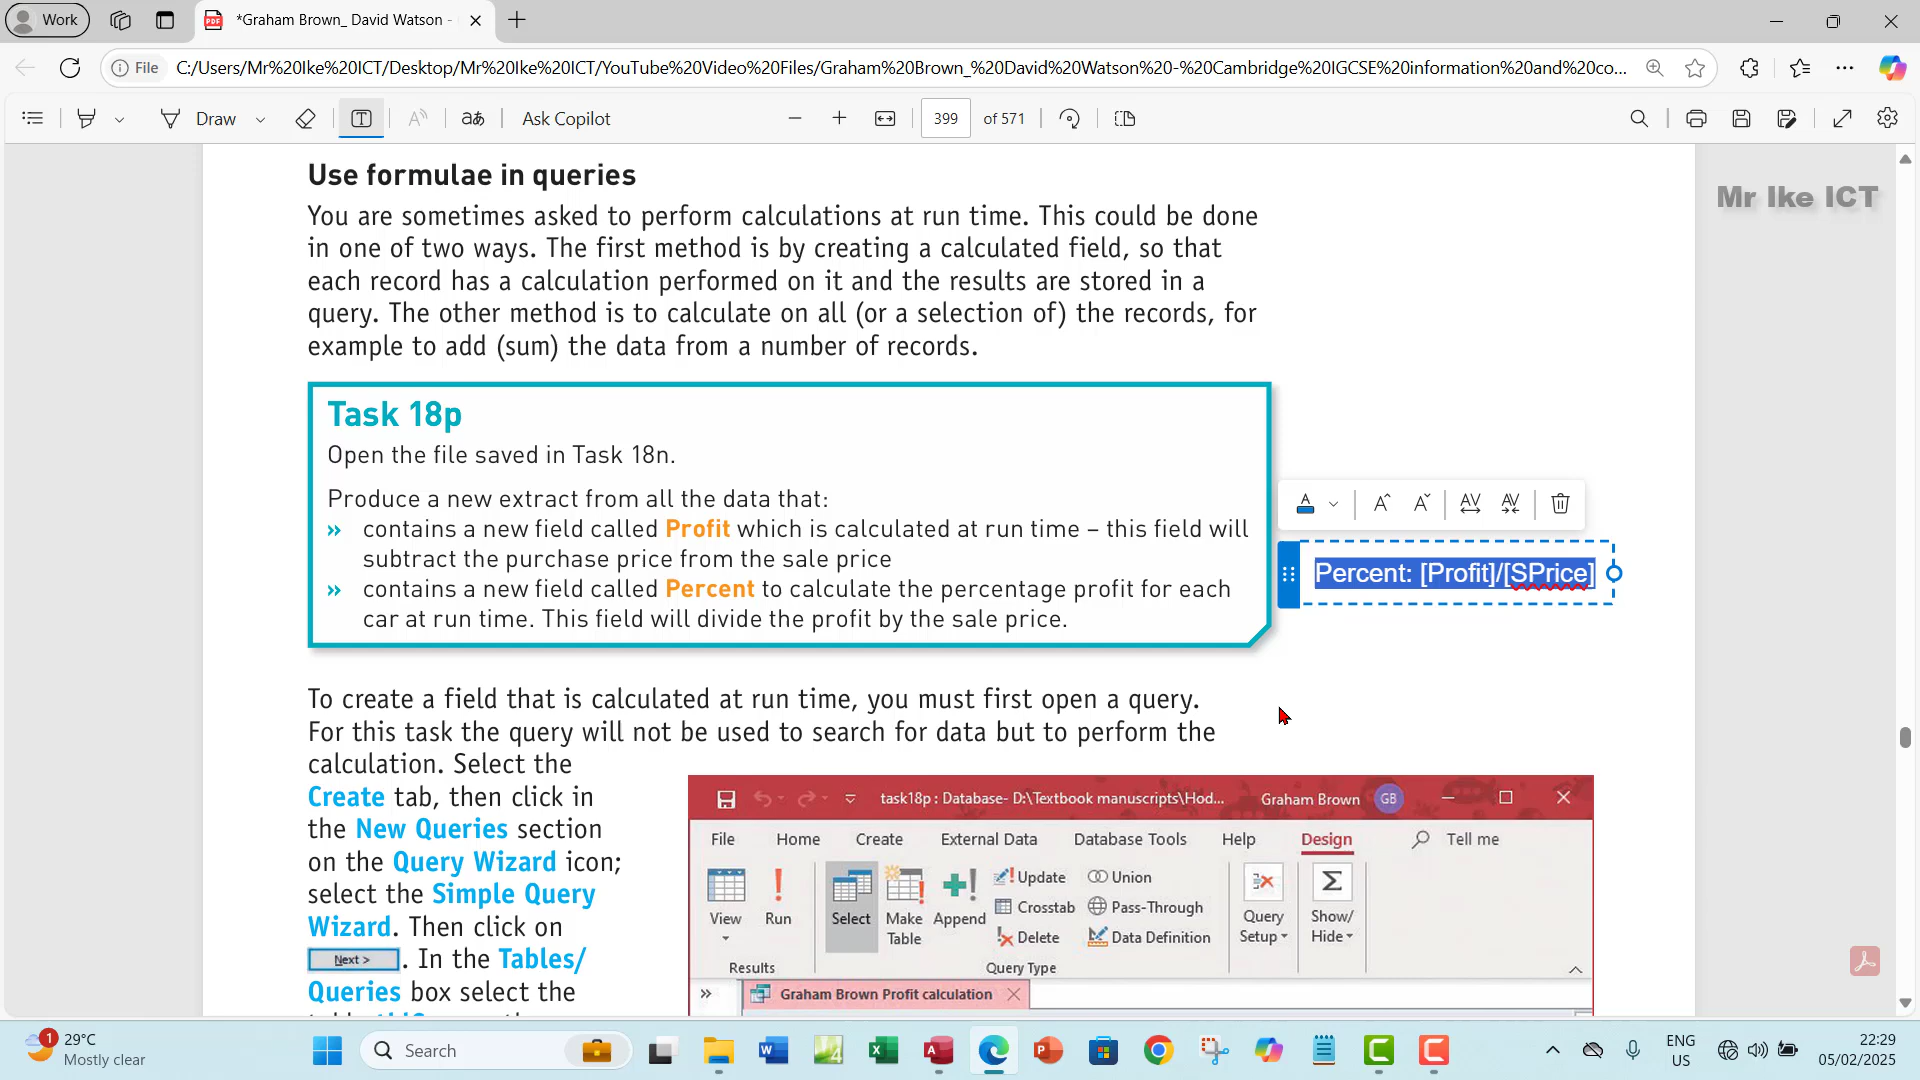 Work
*Graham Brown_ David Watson -
File
C:/Users/Mr%20Ike%20ICT/Desktop/Mr%20Ike%20ICT/YouTube%20Video%20Files/Graham%20Brown_%20David%20Watson%20-%20Cambridge%20IGCSE%20information%20and%20co...
Draw
Ask Copilot
399 of 571
Mr Ike ICT
Use formulae in queries
You are sometimes asked to perform calculations at run time. This could be done
in one of two ways. The first method is by creating a calculated field, so that
each record has a calculation performed on it and the results are stored in a
query. The other method is to calculate on all (or a selection of) the records, for
example to add (sum) the data from a number of records.
Task 18p
Open the file saved in Task 18n.
Produce a new extract from all the data that:
» contains a new field called Profit which is calculated at run time – this field will
subtract the purchase price from the sale price
» contains a new field called Percent to calculate the percentage profit for each
car at run time. This field will divide the profit by the sale price.
Percent: [Profit]/[SPrice]
To create a field that is calculated at run time, you must first open a query.
For this task the query will not be used to search for data but to perform the
calculation. Select the
Create tab, then click in
the New Queries section
on the Query Wizard icon;
select the Simple Query
Wizard. Then click on
Next > . In the Tables/
Queries box select the
task18p : Database- D:\Textbook manuscripts\Hod...
Graham Brown
GB
File Home Create External Data Database Tools Help Design Tell me
View
Run
Select
Make
Table
Append
Update
Crosstab
Delete
Union
Pass-Through
Data Definition
Query
Setup
Show/
Hide
Results
Query Type
Graham Brown Profit calculation
1
29°C
Mostly clear
Search
ENG
US
22:29
05/02/2025